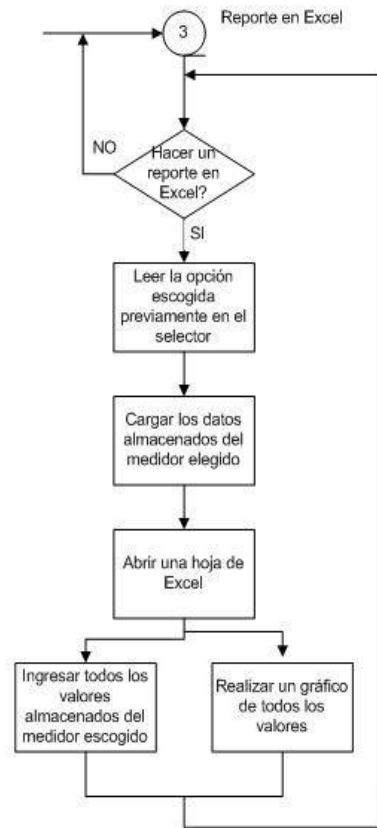 Reporte en Excel
3
NO
Hacer un
reporte en
Excel?
SI
Leer la opción
escogida
previamente en el
selector
Cargar los datos
almacenados del
medidor elegido
Abrir una hoja de
Excel
Ingresar todos los
valores
almacenados del
medidor escogido
Realizar un gráfico
de todos los
valores